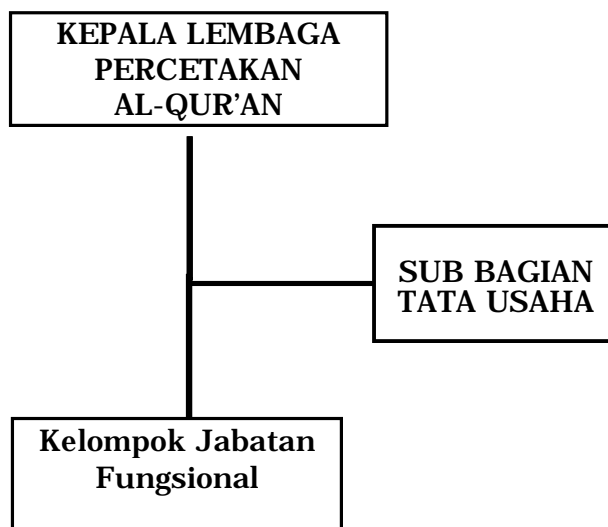 KEPALA LEMBAGA
PERCETAKAN
AL-QUR’AN
SUB BAGIAN
TATA USAHA
Kelompok Jabatan
Fungsional